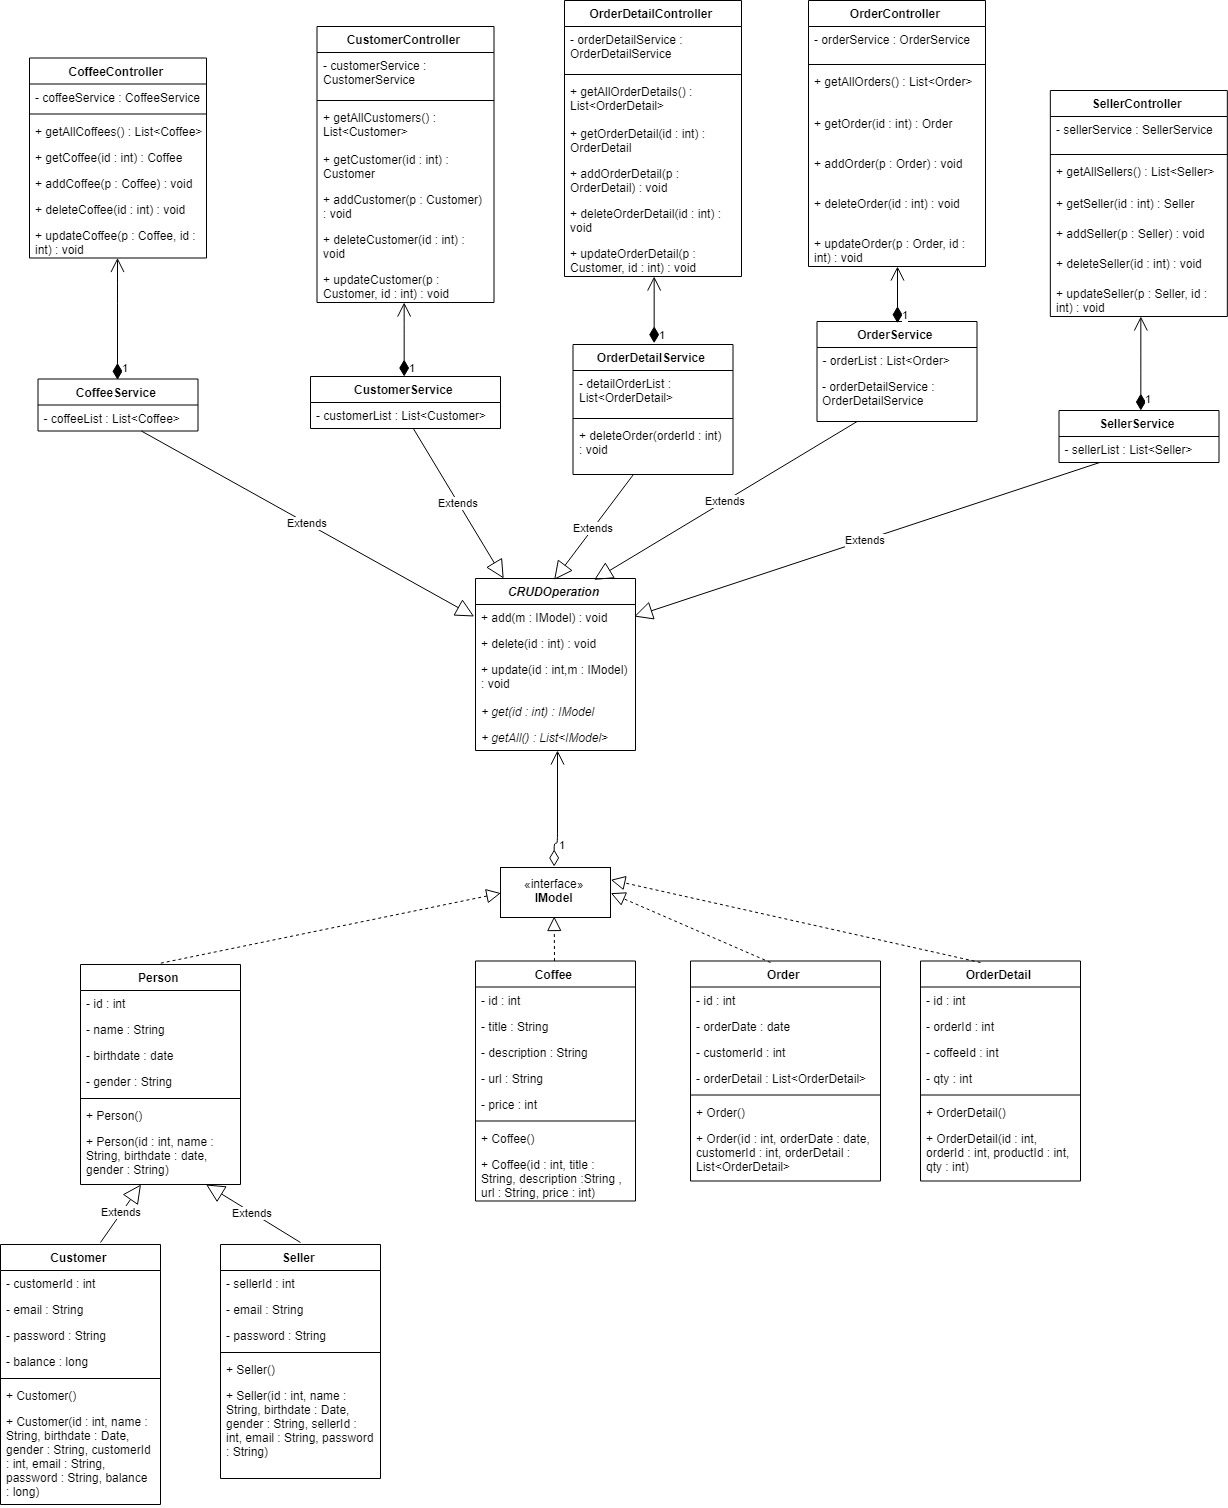 CoffeeController
- coffeeService : CoffeeService
+ getAllCoffees() : List<Coffee>
+ getCoffee(id : int) : Coffee
+ addCoffee(p : Coffee) : void
+ deleteCoffee(id : int) : void
+ updateCoffee(p : Coffee, id :
int) : void
CustomerController
- customerService :
CustomerService
+ getAllCustomers() :
List<Customer>
+ getCustomer(id : int) :
Customer
+ addCustomer(p : Customer)
: void
+ deleteCustomer(id : int) :
void
+ updateCustomer(p :
Customer, id : int) : void
OrderDetailController
- orderDetailService :
OrderDetailService
+ getAllOrderDetails() :
List<OrderDetail>
+ getOrderDetail(id : int) :
OrderDetail
+ addOrderDetail(p :
OrderDetail) : void
+ deleteOrderDetail(id : int) :
void
+ updateOrderDetail(p :
Customer, id : int) : void
OrderController
- orderService : OrderService
+ getAllOrders() : List<Order>
+ getOrder(id : int) : Order
+ addOrder(p : Order) : void
+ deleteOrder(id : int) : void
+ updateOrder(p : Order, id :
int) : void
SellerController
- sellerService : SellerService
+ getAllSellers() : List<Seller>
+ getSeller(id : int) : Seller
+ addSeller(p : Seller) : void
+ deleteSeller(id : int) : void
+ updateSeller(p : Seller, id :
int) : void
1
1
1
1
1
CoffeeService
- coffeeList : List<Coffee>
CustomerService
- customerList : List<Customer>
OrderDetailService
- detailOrderList :
List<OrderDetail>
+ deleteOrder(orderId : int)
: void
OrderService
- orderList : List<Order>
- orderDetailService :
OrderDetailService
SellerService
- sellerList : List<Seller>
Extends
Extends
Extends
Extends
Extends
CRUDOperation
+ add(m : IModel) : void
+ delete(id : int) : void
+ update(id : int,m : IModel)
: void
+ get(id : int) : IModel
+ getAll() : List<IModel>
1
«interface»
IModel
Person
- id : int
- name : String
- birthdate : date
- gender : String
+ Person()
+ Person(id : int, name :
String, birthdate : date,
gender : String)
Coffee
- id : int
- title : String
- description : String
- url : String
- price : int
+ Coffee()
+ Coffee(id : int, title :
String, description :String ,
url : String, price : int)
Order
- id : int
- orderDate : date
- customerId : int
- orderDetail : List<OrderDetail>
+ Order()
+ Order(id : int, orderDate : date,
customerId : int, orderDetail :
List<OrderDetail>
OrderDetail
- id : int
- orderId : int
- coffeeId : int
- qty : int
+ OrderDetail()
+ OrderDetail(id : int,
orderId : int, productId : int,
qty : int)
Extends
Extends
Customer
- customerId : int
- email : String
- password : String
- balance : long
+ Customer()
+ Customer(id : int, name :
String, birthdate : Date,
gender : String, customerId
: int, email : String,
password : String, balance
: long)
Seller
- sellerId : int
- email : String
- password : String
+ Seller()
+ Seller(id : int, name :
String, birthdate : Date,
gender : String, sellerId :
int, email : String, password
: String)